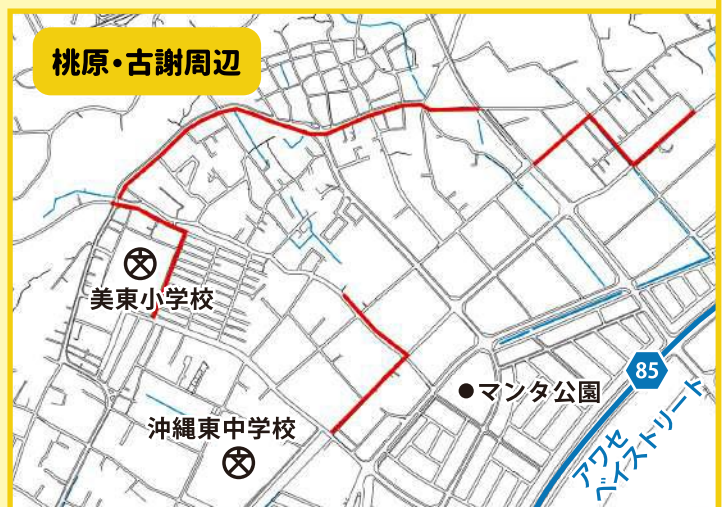 桃原・古謝周辺
美東小学校
沖縄東中学校
マンタ公園
85
アワセ
ベイストリート